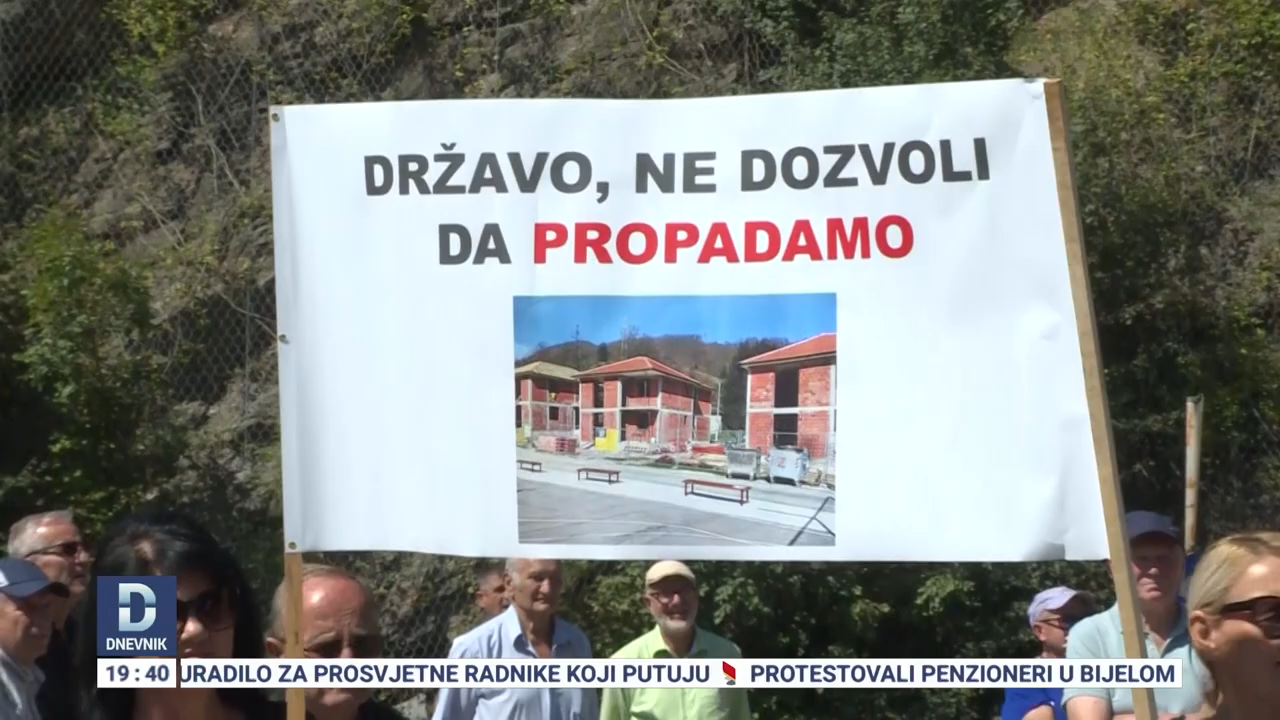 DRŽAVO, NE DOZVOLI
DA PROPADAMO
D
DNEVNIK
19:40 URADILO ZA PROSVJETNE RADNIKE KOJI PUTUJU PROTESTOVALI PENZIONERI U BIJELOM